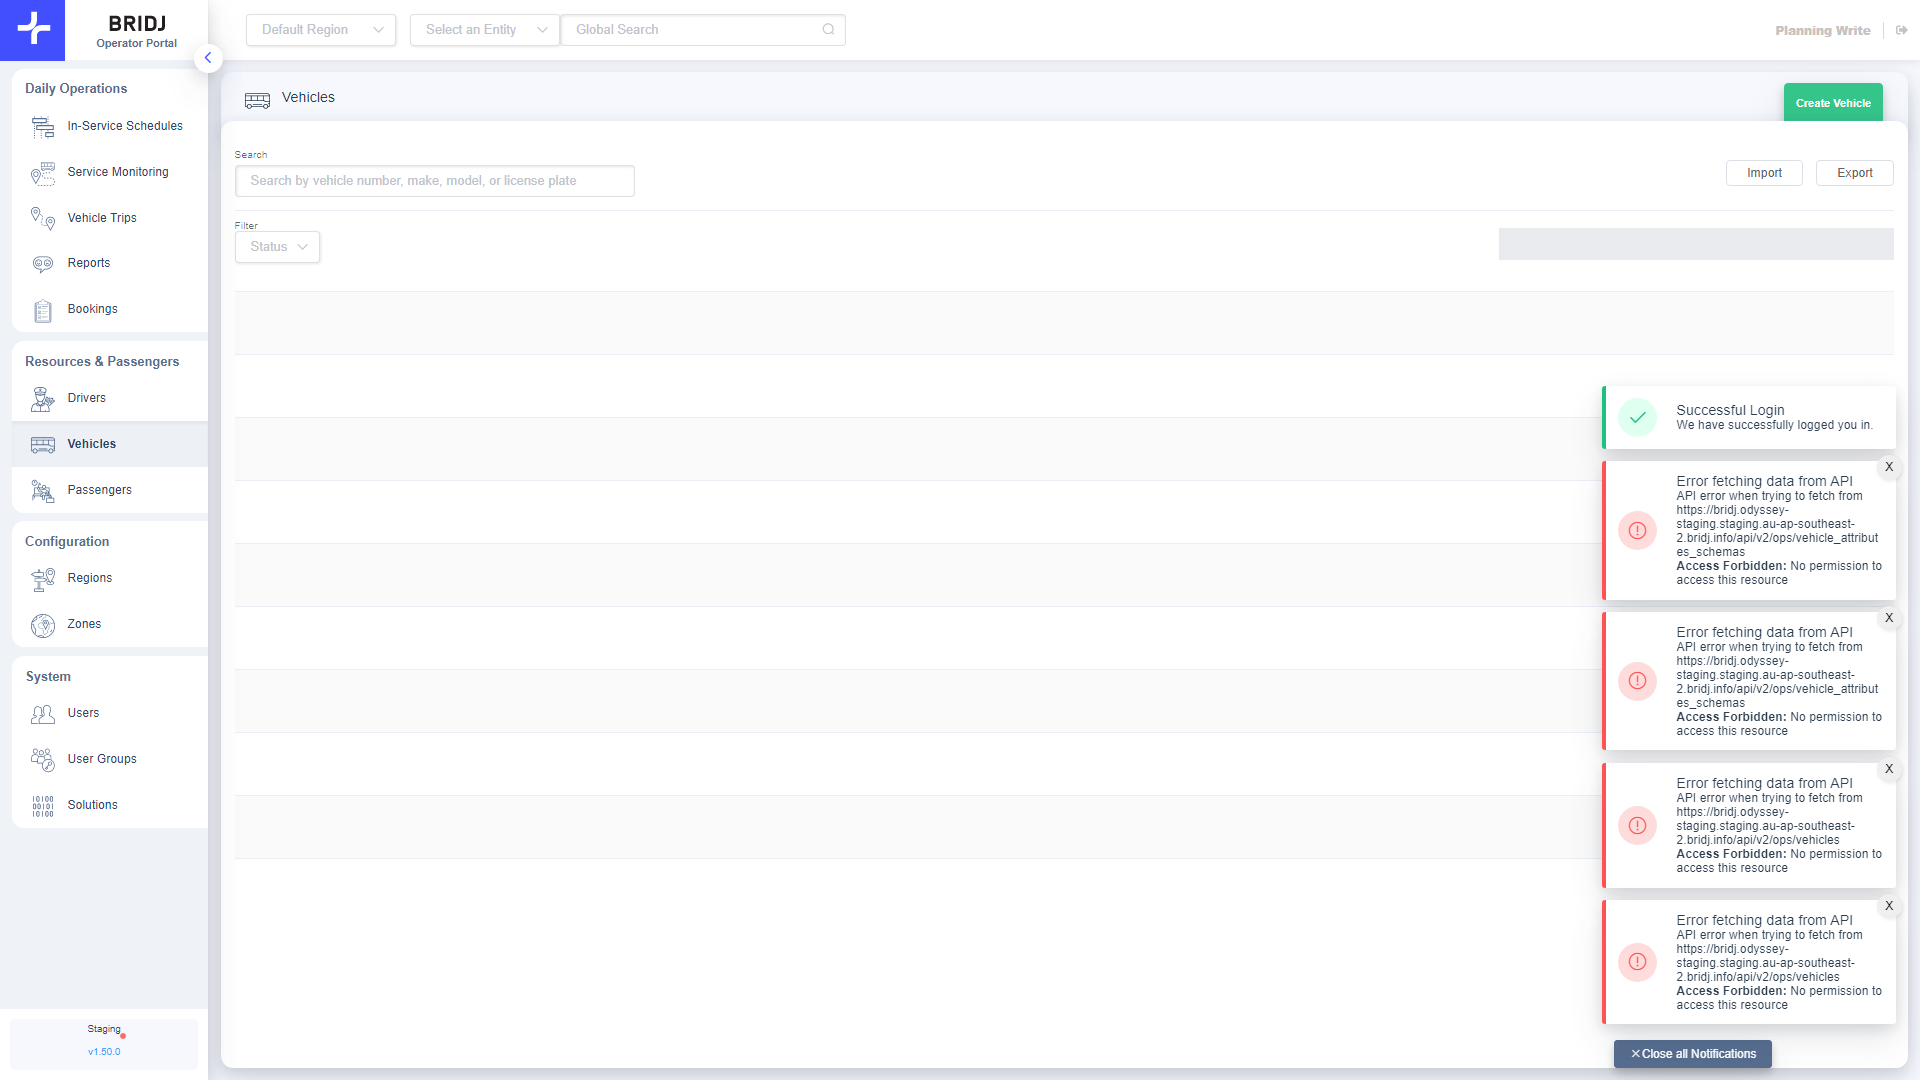 BRIDJ
Operator Portal
Default Region
Select an Entity
Global Search
Planning Write
Daily Operations
In-Service Schedules
Service Monitoring
Vehicle Trips
Reports
Bookings
Resources & Passengers
Drivers
Vehicles
Passengers
Configuration
Regions
Zones
System
Users
User Groups
Solutions
Staging
v1.50.0
Vehicles
Create Vehicle
Search
Search by vehicle number, make, model, or license plate
Import
Export
Filter
Status
Successful Login
We have successfully logged you in.
X
Error fetching data from API
API error when trying to fetch from
https://bridj.odyssey-
staging.staging.au-ap-southeast-
2.bridj.info/api/v2/ops/vehicle_attribut
es_schemas
Access Forbidden: No permission to
access this resource
X
Error fetching data from API
API error when trying to fetch from
https://bridj.odyssey-
staging.staging.au-ap-southeast-
2.bridj.info/api/v2/ops/vehicle_attribut
es_schemas
Access Forbidden: No permission to
access this resource
X
Error fetching data from API
API error when trying to fetch from
https://bridj.odyssey-
staging.staging.au-ap-southeast-
2.bridj.info/api/v2/ops/vehicles
Access Forbidden: No permission to
access this resource
X
Error fetching data from API
API error when trying to fetch from
https://bridj.odyssey-
staging.staging.au-ap-southeast-
2.bridj.info/api/v2/ops/vehicles
Access Forbidden: No permission to
access this resource
Close all Notifications